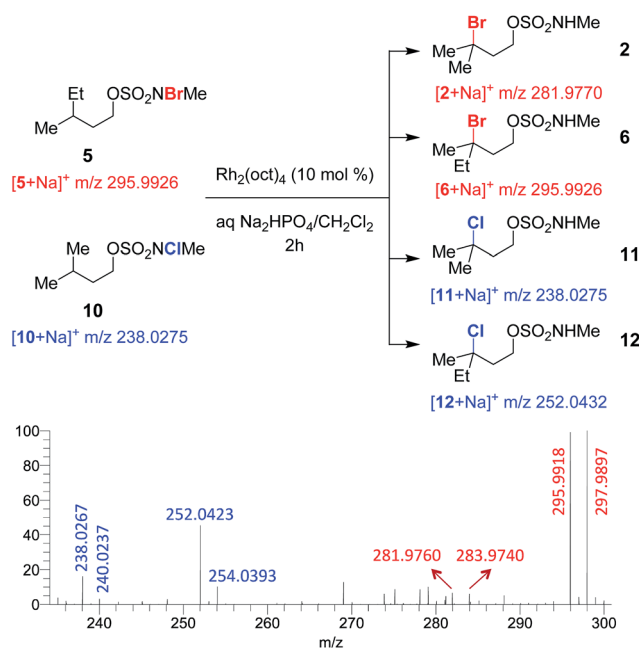 Et
OSO₂NBrMe
Me
5
[5+Na]⁺ m/z 295.9926
Me
OSO₂NClMe
Me
10
[10+Na]⁺ m/z 238.0275
Rh₂(oct)₄ (10 mol %)
aq Na₂HPO₄/CH₂Cl₂
2h
Br
OSO₂NHMe
2
Me
Me
[2+Na]⁺ m/z 281.9770
Br
OSO₂NHMe
6
Me
Et
[6+Na]⁺ m/z 295.9926
Cl
OSO₂NHMe
11
Me
Me
[11+Na]⁺ m/z 238.0275
Cl
OSO₂NHMe
12
Me
Et
[12+Na]⁺ m/z 252.0432
100
80
60
40
20
0
238.0267
240.0237
252.0423
254.0393
281.9760
283.9740
295.9918
297.9897
240 250 260 270 280 290 300
m/z